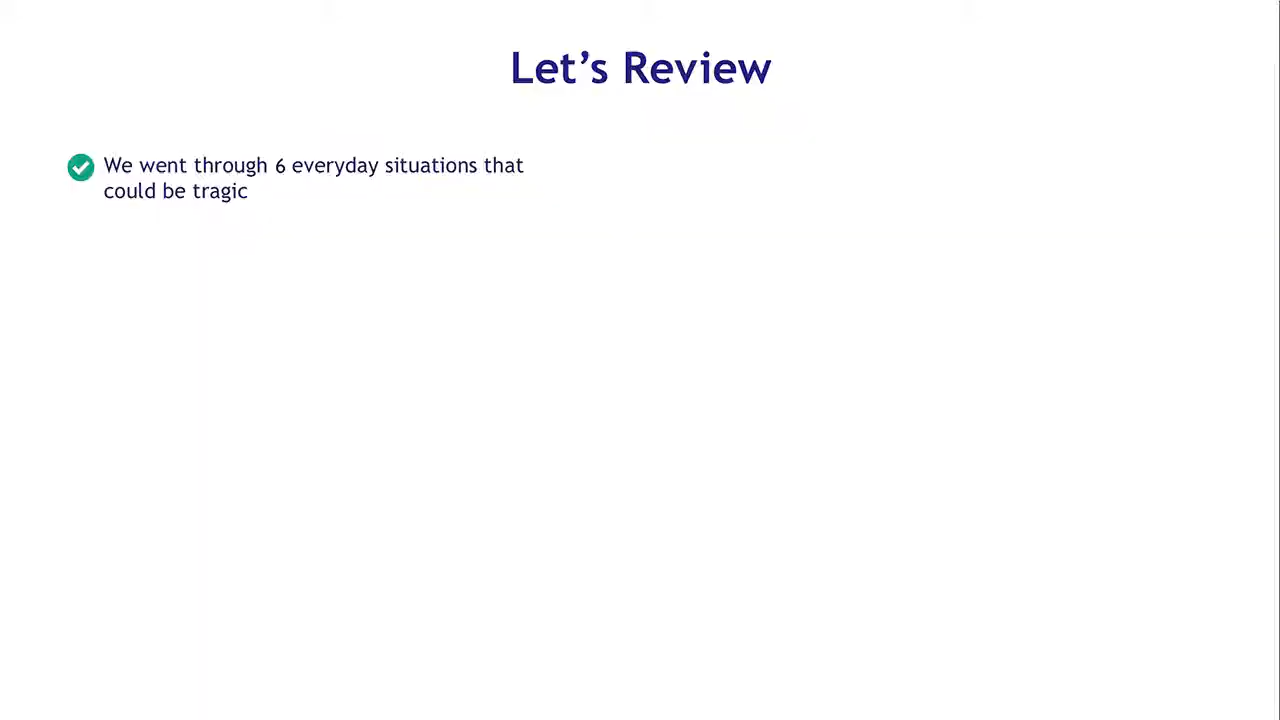 Let’s Review
We went through 6 everyday situations that
could be tragic